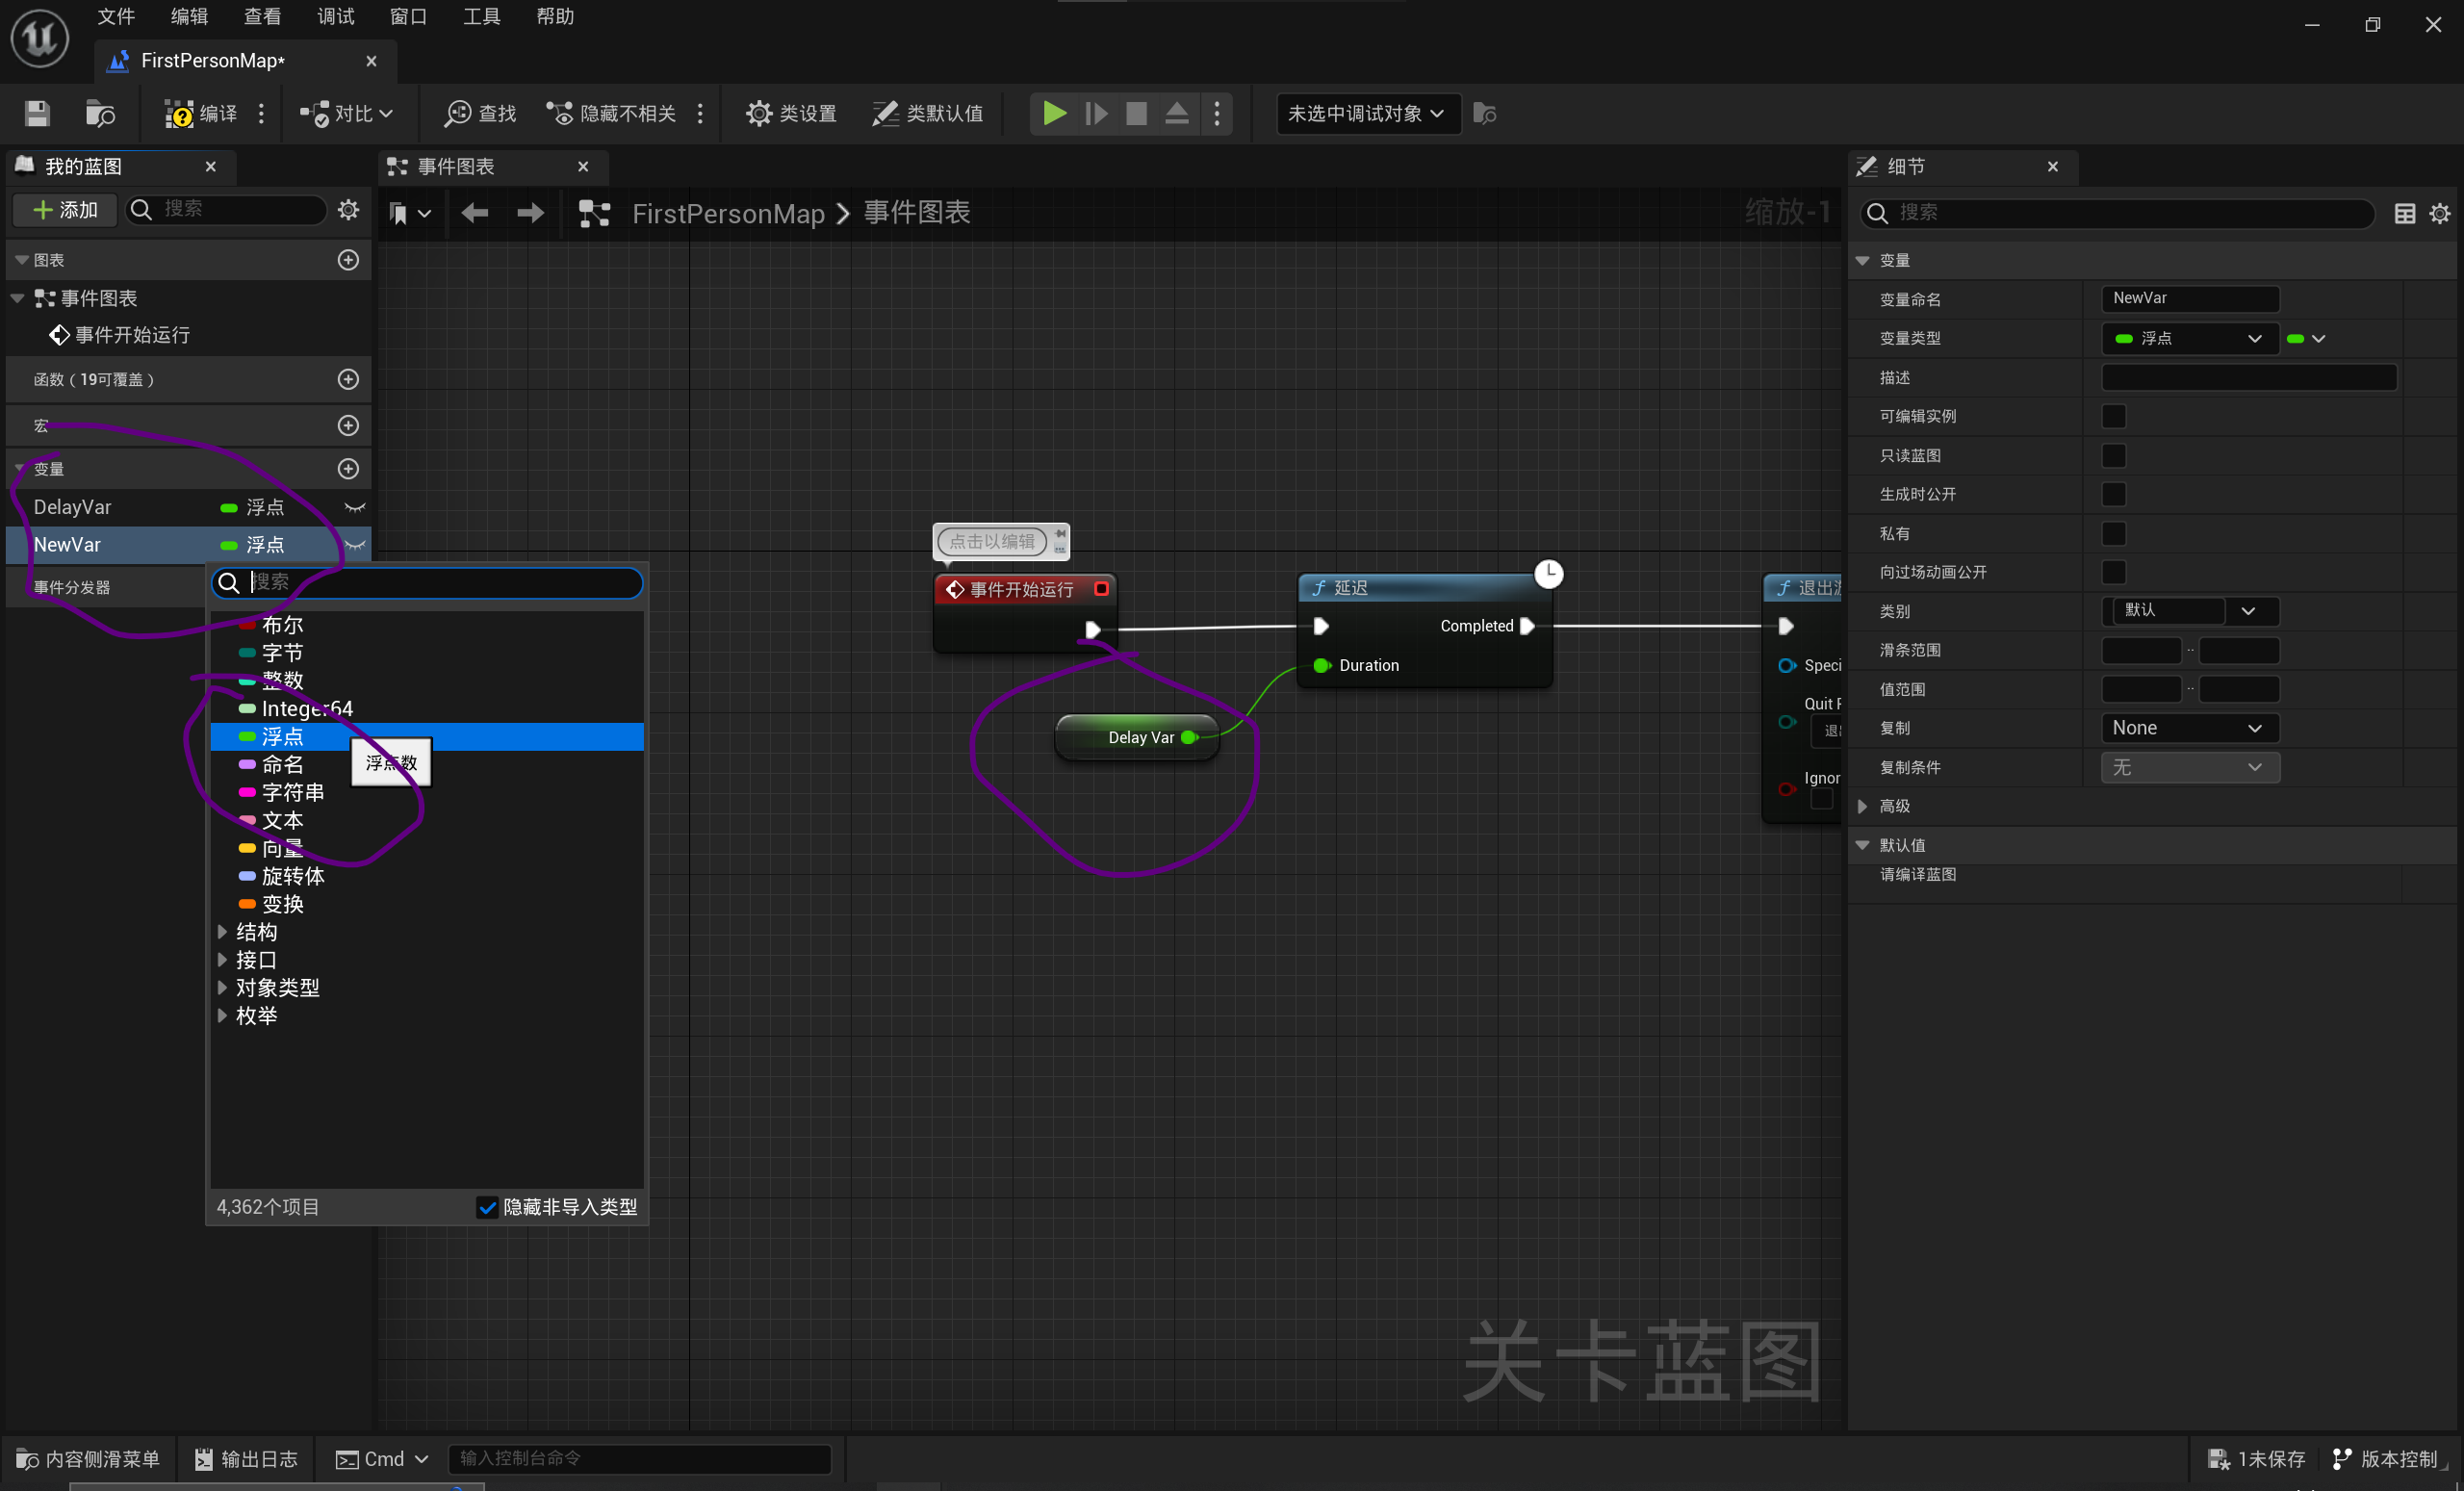 文件 编辑 查看 调试 窗口 工具 帮助
FirstPersonMap*
编译 对比 查找 隐藏不相关 类设置 类默认值 未选中调试对象
我的蓝图
添加 搜索
图表
事件图表
事件开始运行
函数（19可覆盖）
宏
变量
DelayVar 浮点
NewVar 浮点
事件分发器
搜索
布尔
字节
整数
Integer64
浮点
浮点数
命名
字符串
文本
向量
旋转体
变换
结构
接口
对象类型
枚举
4,362个项目 隐藏非导入类型
事件图表
FirstPersonMap 事件图表 缩放-1
点击以编辑
事件开始运行
延迟
Completed
Duration
Delay Var
Speci
Ignor
关卡蓝图
细节
搜索
变量
变量命名 NewVar
变量类型 浮点
描述
可编辑实例
只读蓝图
生成时公开
私有
向过场动画公开
类别 默认
滑条范围
值范围
复制 None
复制条件 无
高级
默认值
请编译蓝图
内容侧滑菜单 输出日志 Cmd 输入控制台命令 1未保存 版本控制